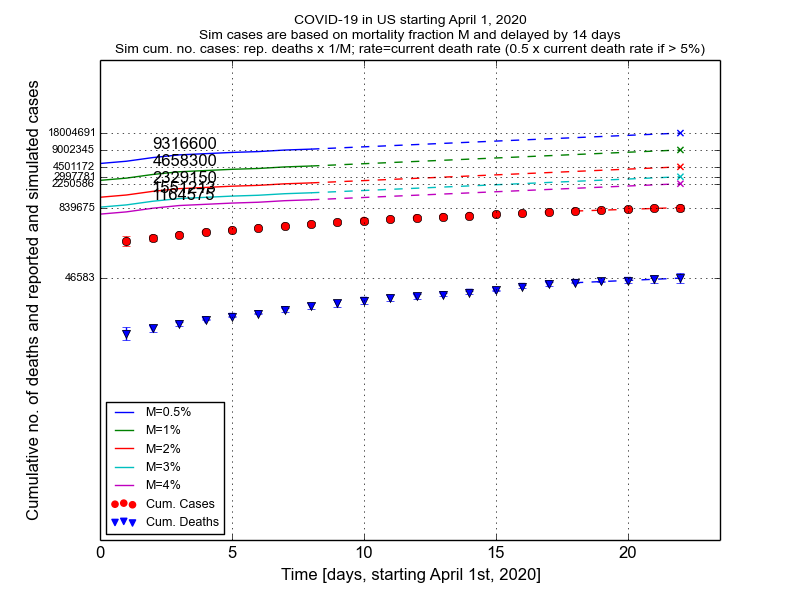 COVID-19 in US starting April 1, 2020
Sim cases are based on mortality fraction M and delayed by 14 days
Sim cum. no. cases: rep. deaths x 1/M; rate=current death rate (0.5 x current death rate if > 5%)
Cumulative no. of deaths and reported and simulated cases
18004691
9002345
4501172
2997781
2250586
839675
46583
9316600
4658300
2329150
1551213
1164575
M=0.5%
M=1%
M=2%
M=3%
M=4%
Cum. Cases
Cum. Deaths
0 5 10 15 20
Time [days, starting April 1st, 2020]